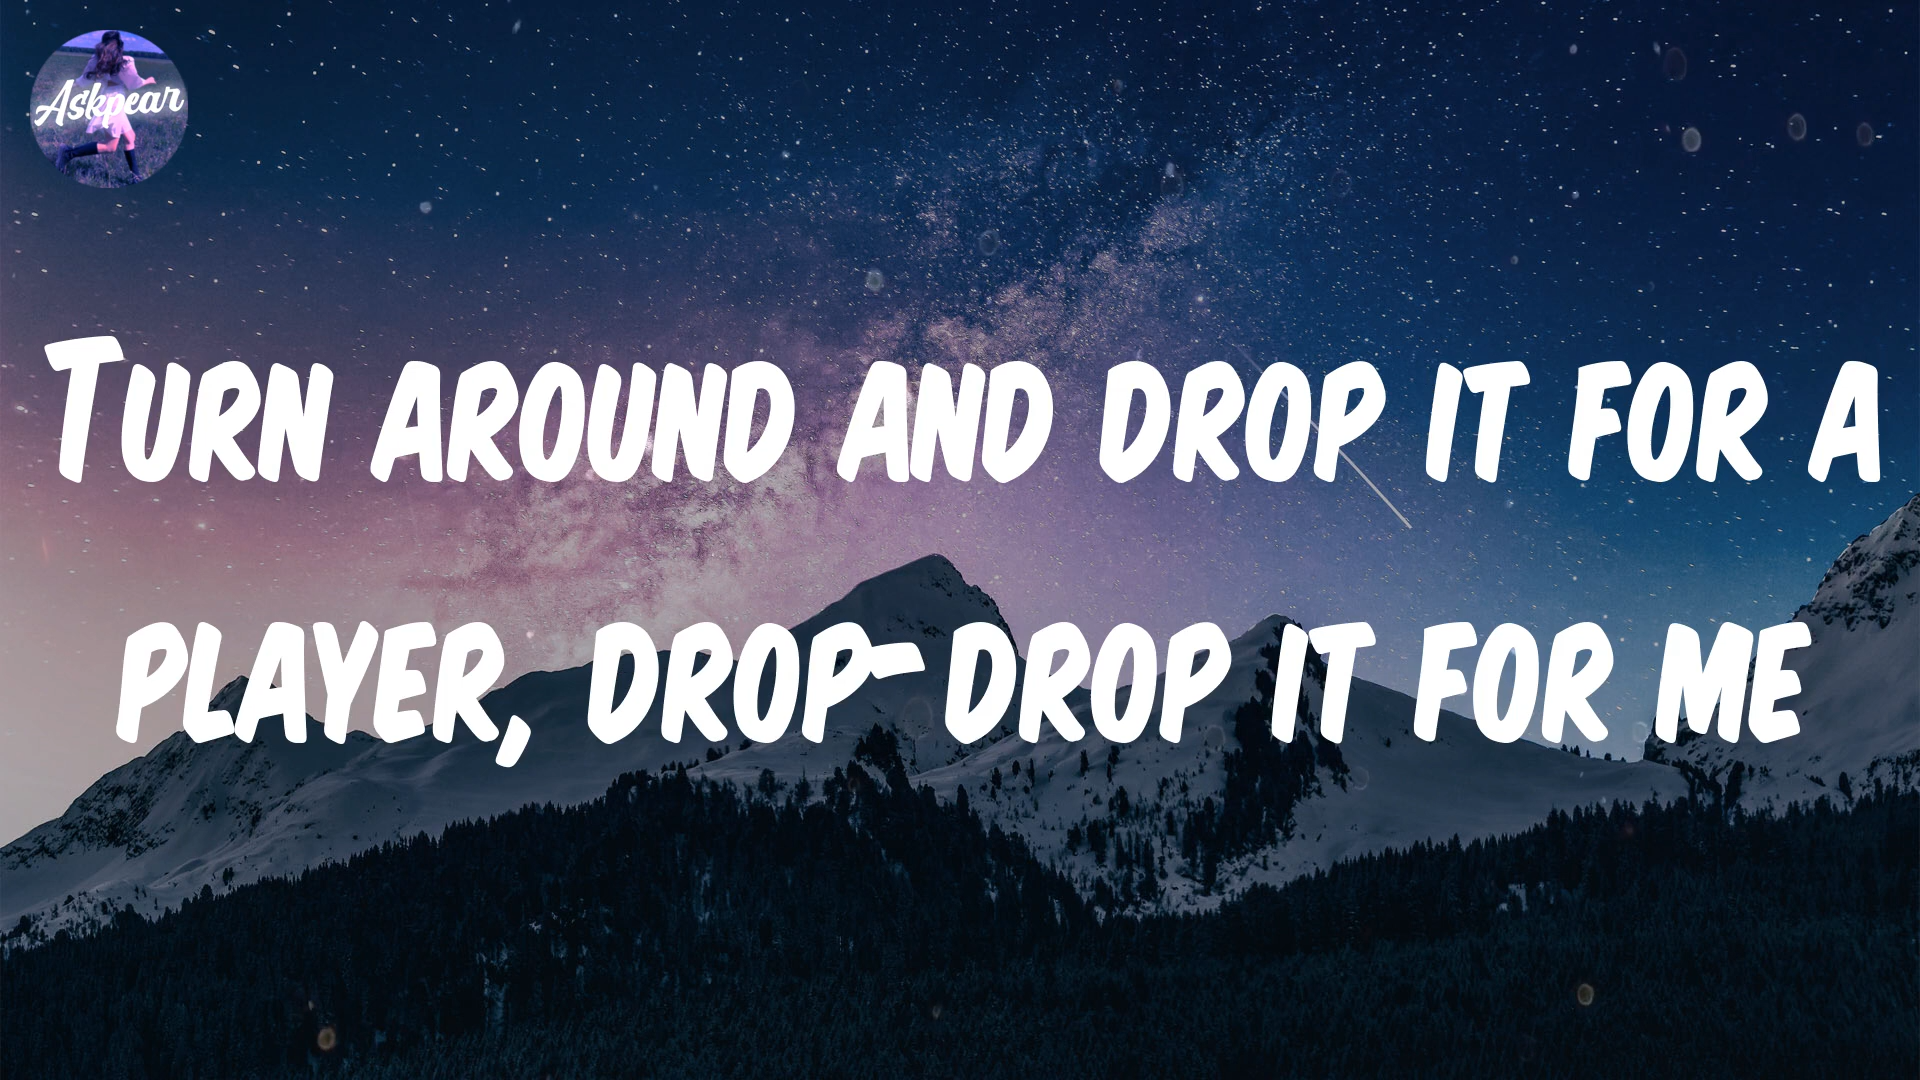 Askpear
Turn around and drop it for a
player, drop-drop it for me